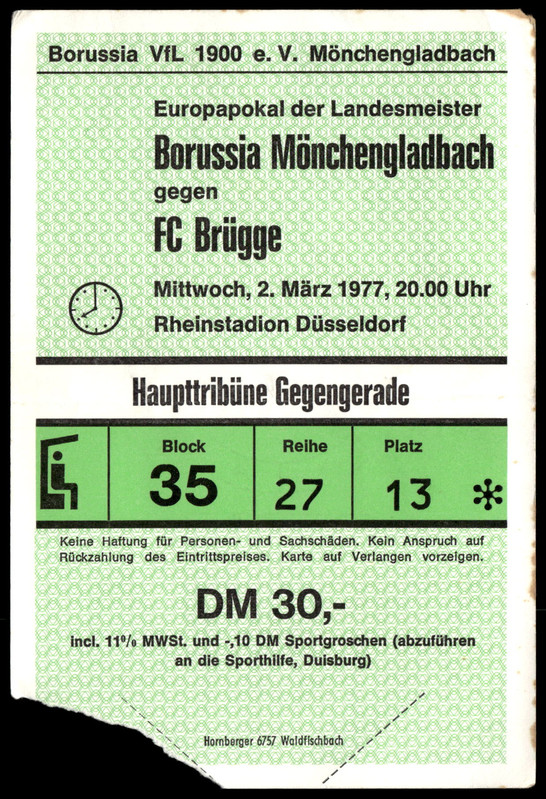 Borussia VfL 1900 e. V. Mönchengladbach
Europapokal der Landesmeister
Borussia Mönchengladbach
gegen
FC Brügge
Mittwoch, 2. März 1977, 20.00 Uhr
Rheinstadion Düsseldorf
Haupttribüne Gegengerade
Block Reihe Platz
35 27 13
Keine Haftung für Personen- und Sachschäden. Kein Anspruch auf
Rückzahlung des Eintrittspreises. Karte auf Verlangen vorzeigen.
DM 30,-
incl. 11% MWSt. und -,10 DM Sportgroschen (abzuführen
an die Sporthilfe, Duisburg)
Hornberger 6757 Waldfischbach